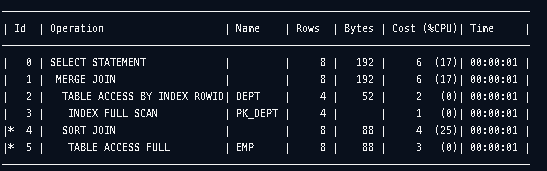 | Id | Operation | Name | Rows | Bytes | Cost (%CPU)| Time |
| 0 | SELECT STATEMENT | | 8 | 192 | 6 (17)| 00:00:01 |
| 1 | MERGE JOIN | | 8 | 192 | 6 (17)| 00:00:01 |
| 2 | TABLE ACCESS BY INDEX ROWID| DEPT | 4 | 52 | 2 (0)| 00:00:01 |
| 3 | INDEX FULL SCAN | PK_DEPT | 4 | | 1 (0)| 00:00:01 |
|* 4 | SORT JOIN | | 8 | 88 | 4 (25)| 00:00:01 |
|* 5 | TABLE ACCESS FULL | EMP | 8 | 88 | 3 (0)| 00:00:01 |